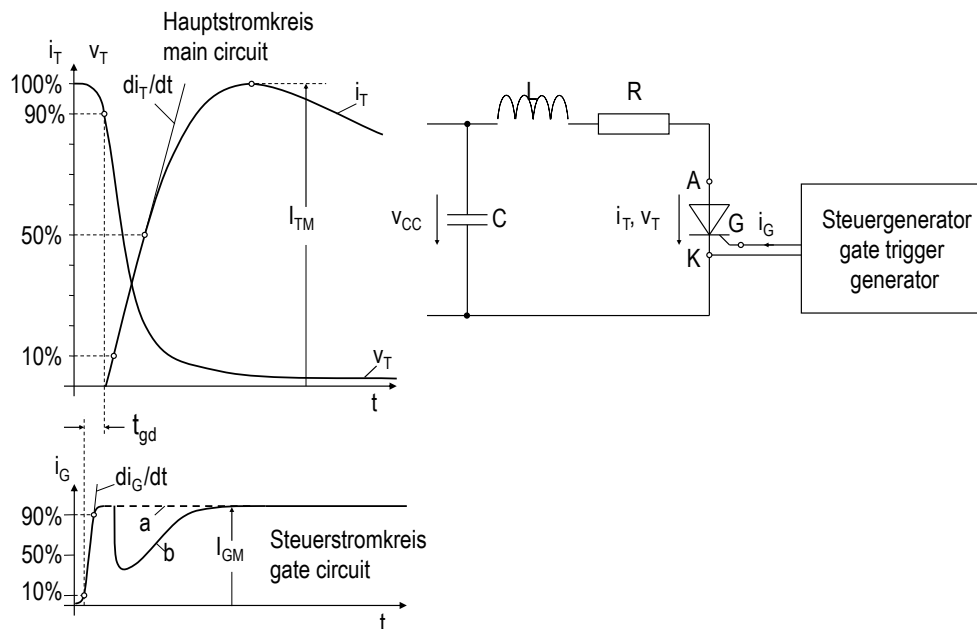 Hauptstromkreis
main circuit
i_T v_T
di_T/dt
100%
90%
50%
10%
i_T
I_TM
v_T
t
t_gd
L
R
A
v_CC
C
i_T, v_T
G
i_G
K
Steuergenerator
gate trigger
generator
i_G
di_G/dt
90%
50%
10%
a
b
I_GM
Steuerstromkreis
gate circuit
t